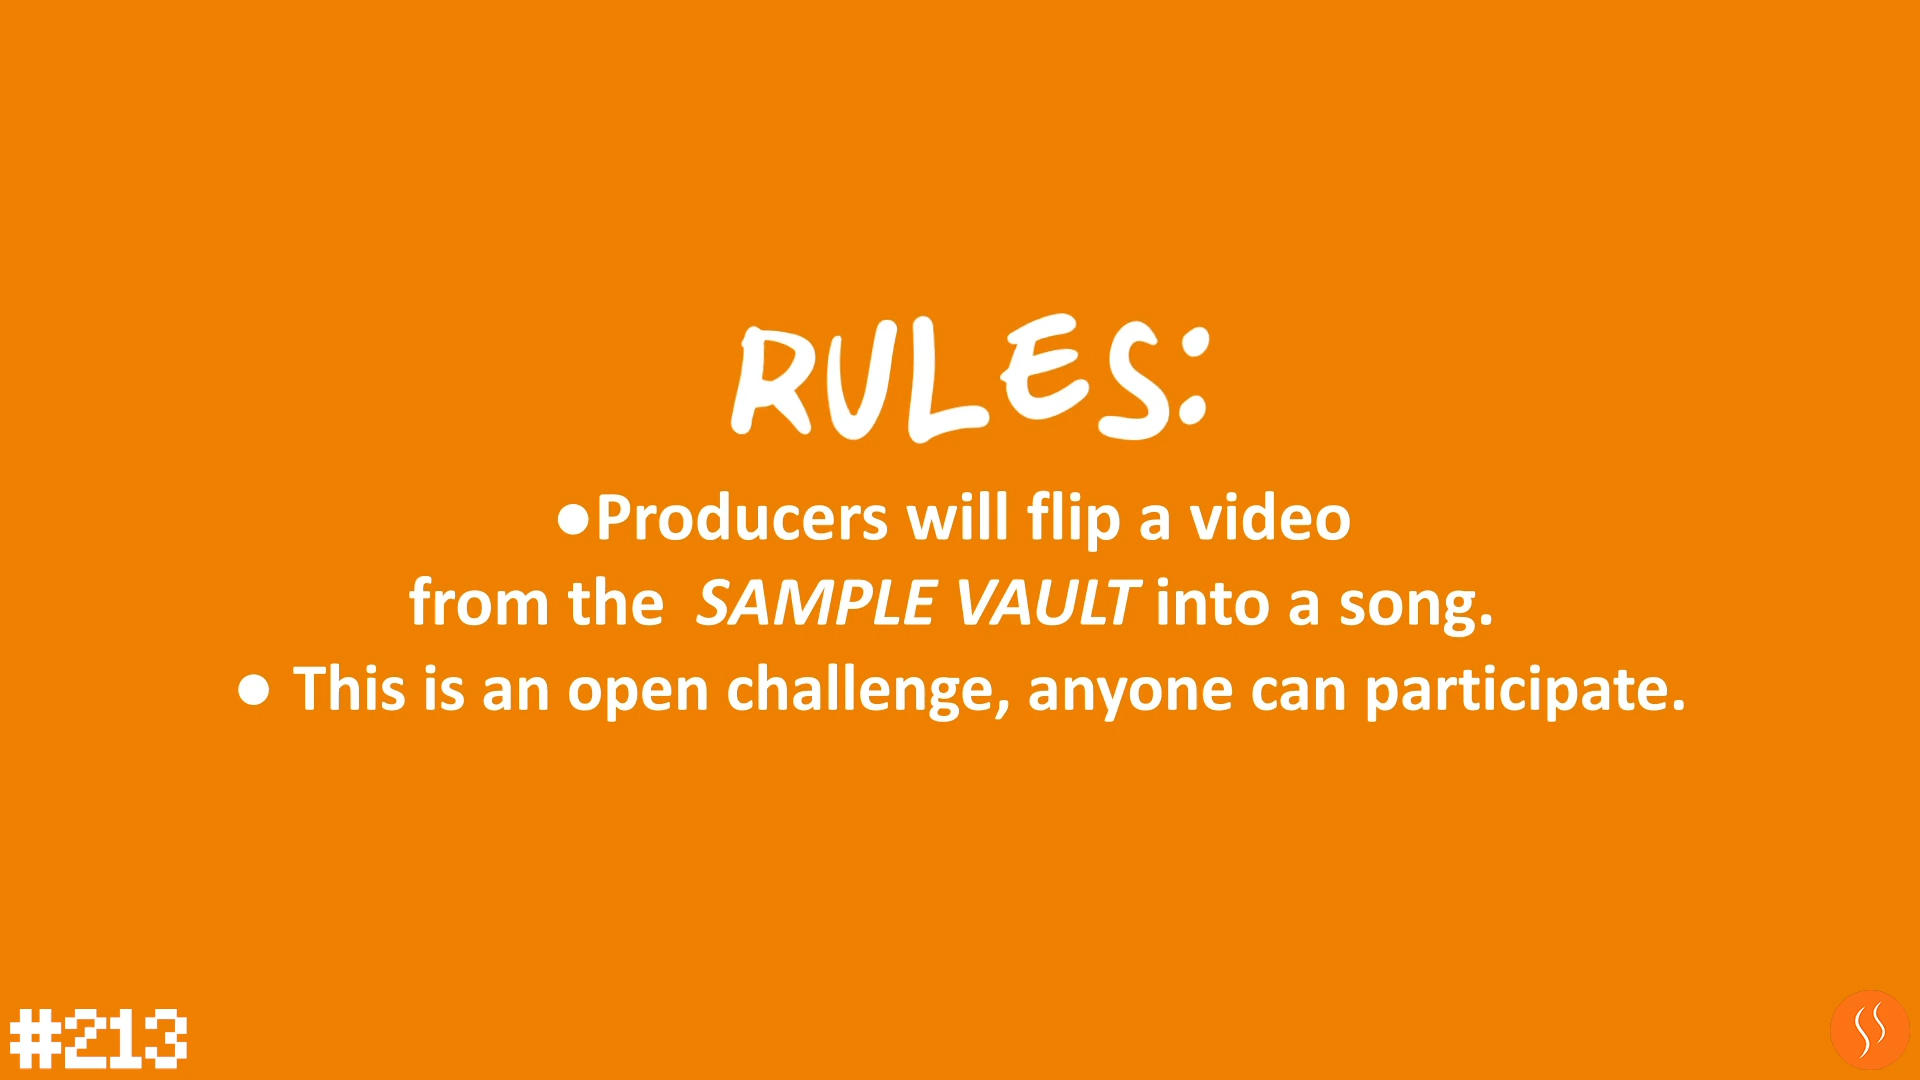 RULES:
●Producers will flip a video
from the SAMPLE VAULT into a song.
● This is an open challenge, anyone can participate.
#213